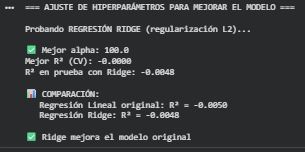 ... === AJUSTE DE HIPERPARÁMETROS PARA MEJORAR EL MODELO ===
Probando REGRESIÓN RIDGE (regularización L2)...
✅ Mejor alpha: 100.0
Mejor R² (CV): -0.0000
R² en prueba con Ridge: -0.0048
📊 COMPARACIÓN:
Regresión Lineal original: R² = -0.0050
Regresión Ridge: R² = -0.0048
✅ Ridge mejora el modelo original